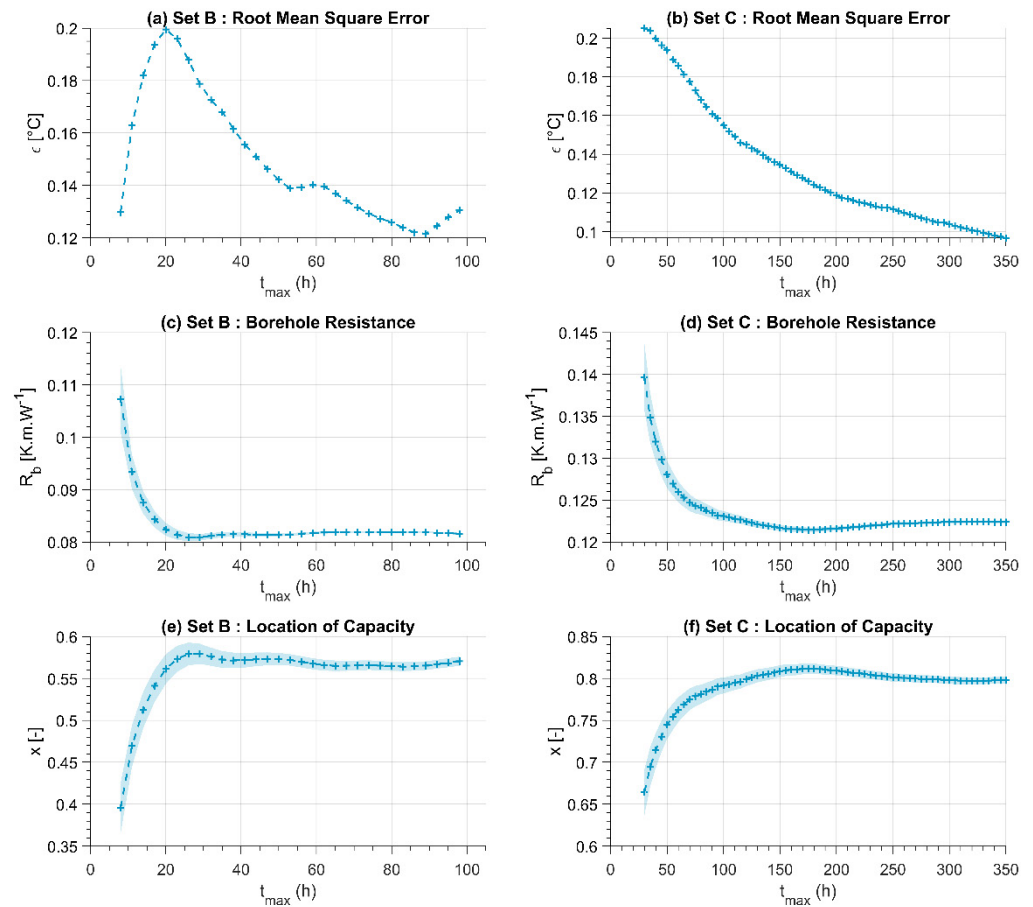 (a) Set B : Root Mean Square Error
0.2
0.18
0.16
0.14
0.12
ϵ [°C]
0 20 40 60 80 100
t_max (h)
(b) Set C : Root Mean Square Error
0.2
0.18
0.16
0.14
0.12
0.1
ϵ [°C]
0 50 100 150 200 250 300 350
t_max (h)
(c) Set B : Borehole Resistance
0.12
0.11
0.1
0.09
0.08
R_b [K.m.W⁻¹]
0 20 40 60 80 100
t_max (h)
(d) Set C : Borehole Resistance
0.145
0.14
0.135
0.13
0.125
0.12
R_b [K.m.W⁻¹]
0 50 100 150 200 250 300 350
t_max (h)
(e) Set B : Location of Capacity
0.6
0.55
0.5
0.45
0.4
0.35
x [-]
0 20 40 60 80 100
t_max (h)
(f) Set C : Location of Capacity
0.85
0.8
0.75
0.7
0.65
0.6
x [-]
0 50 100 150 200 250 300 350
t_max (h)